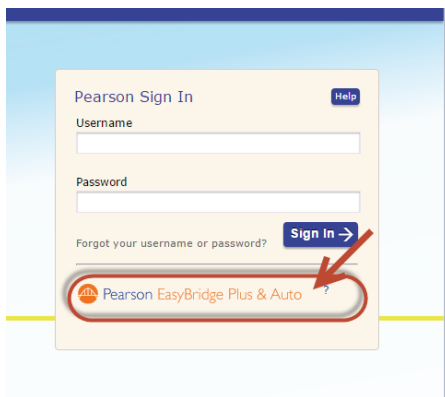 Pearson Sign In
Help
Username
Password
Forgot your username or password?
Sign In →
Pearson EasyBridge Plus & Auto ?